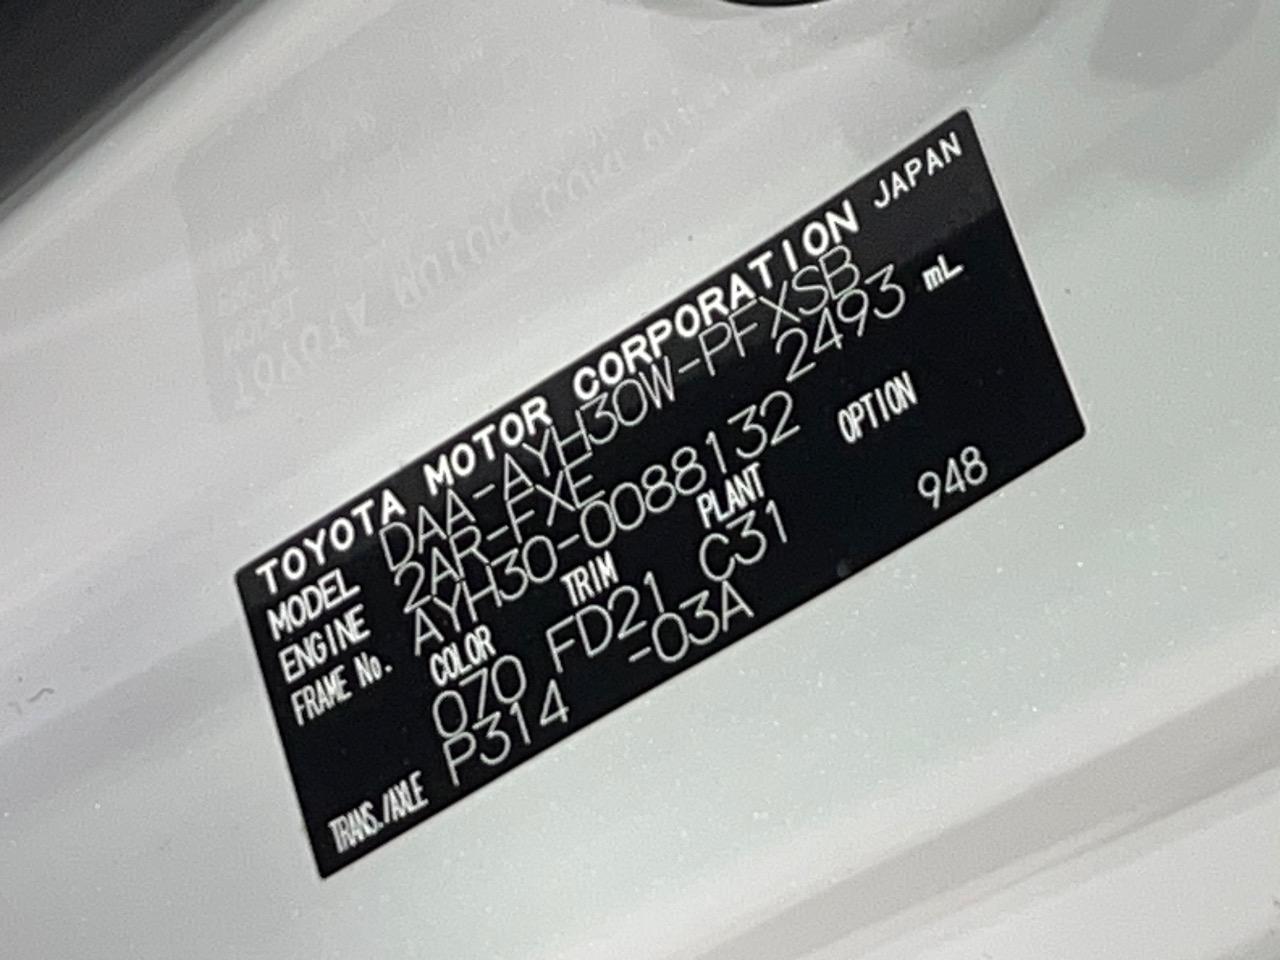 TOYOTA MOTOR CORPORATION JAPAN
MODEL DAA-AYH30W-PFXSB
ENGINE 2AR-FXE 2493 mL
FRAME No. AYH30-0088132
COLOR TRIM PLANT OPTION
070 FD21 C31 948
TRANS./AXLE P314 -03A